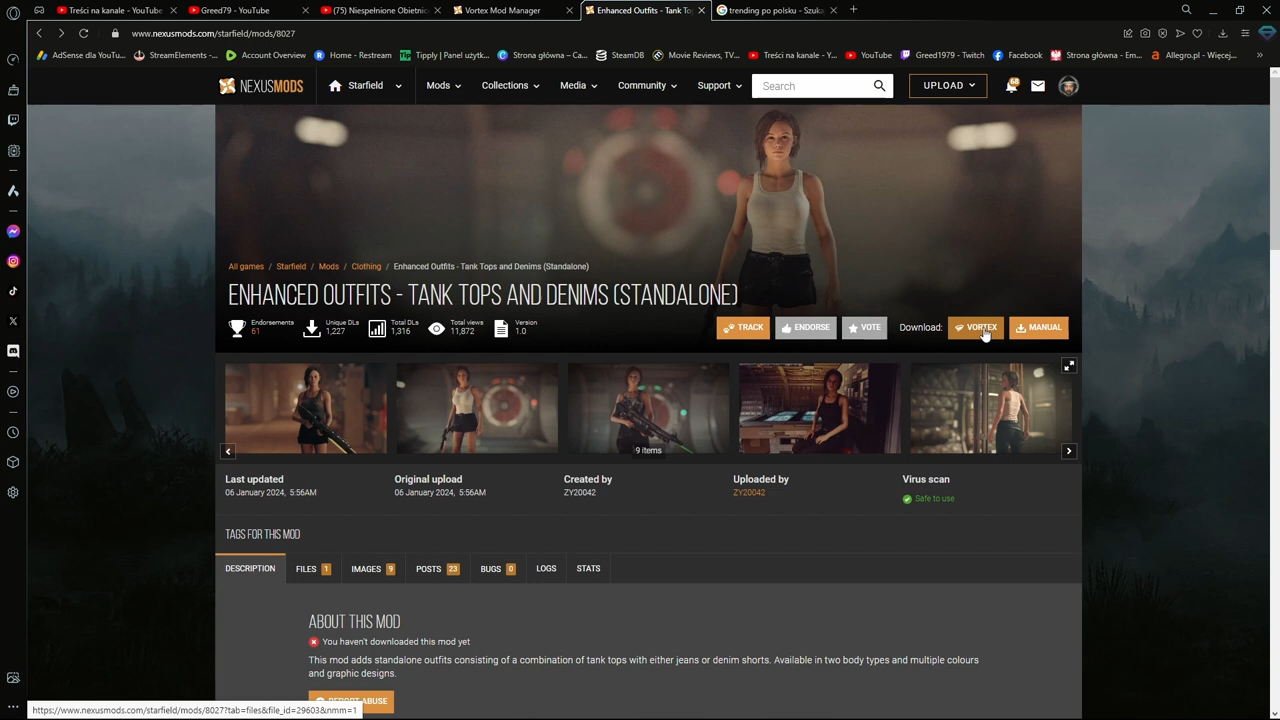 Treści na kanale - YouTube
Greed79 - YouTube
(75) Niespełnione Obietnic
Vortex Mod Manager
Enhanced Outfits - Tank To
trending po polsku - Szuka
www.nexusmods.com/starfield/mods/8027
AdSense dla YouTu...
StreamElements -...
Account Overview
Home - Restream
Tipply | Panel użytk...
Strona główna – Ca...
SteamDB
Movie Reviews, TV...
Treści na kanale - Y...
YouTube
Greed1979 - Twitch
Facebook
Strona główna – Em...
Allegro.pl - Więcej...
NEXUSMODS
Starfield
Mods
Collections
Media
Community
Support
Search
UPLOAD
68
All games / Starfield / Mods / Clothing / Enhanced Outfits - Tank Tops and Denims (Standalone)
ENHANCED OUTFITS - TANK TOPS AND DENIMS (STANDALONE)
Endorsements
61
Unique DLs
1,227
Total DLs
1,316
Total views
11,872
Version
1.0
TRACK
ENDORSE
VOTE
Download:
VORTEX
MANUAL
9 items
Last updated
06 January 2024, 5:56AM
Original upload
06 January 2024, 5:56AM
Created by
ZY20042
Uploaded by
ZY20042
Virus scan
Safe to use
TAGS FOR THIS MOD
DESCRIPTION
FILES 1
IMAGES 9
POSTS 23
BUGS 0
LOGS
STATS
ABOUT THIS MOD
You haven't downloaded this mod yet
This mod adds standalone outfits consisting of a combination of tank tops with either jeans or denim shorts. Available in two body types and multiple colours
and graphic designs.
REPORT ABUSE
https://www.nexusmods.com/starfield/mods/8027?tab=files&file_id=29603&nmm=1